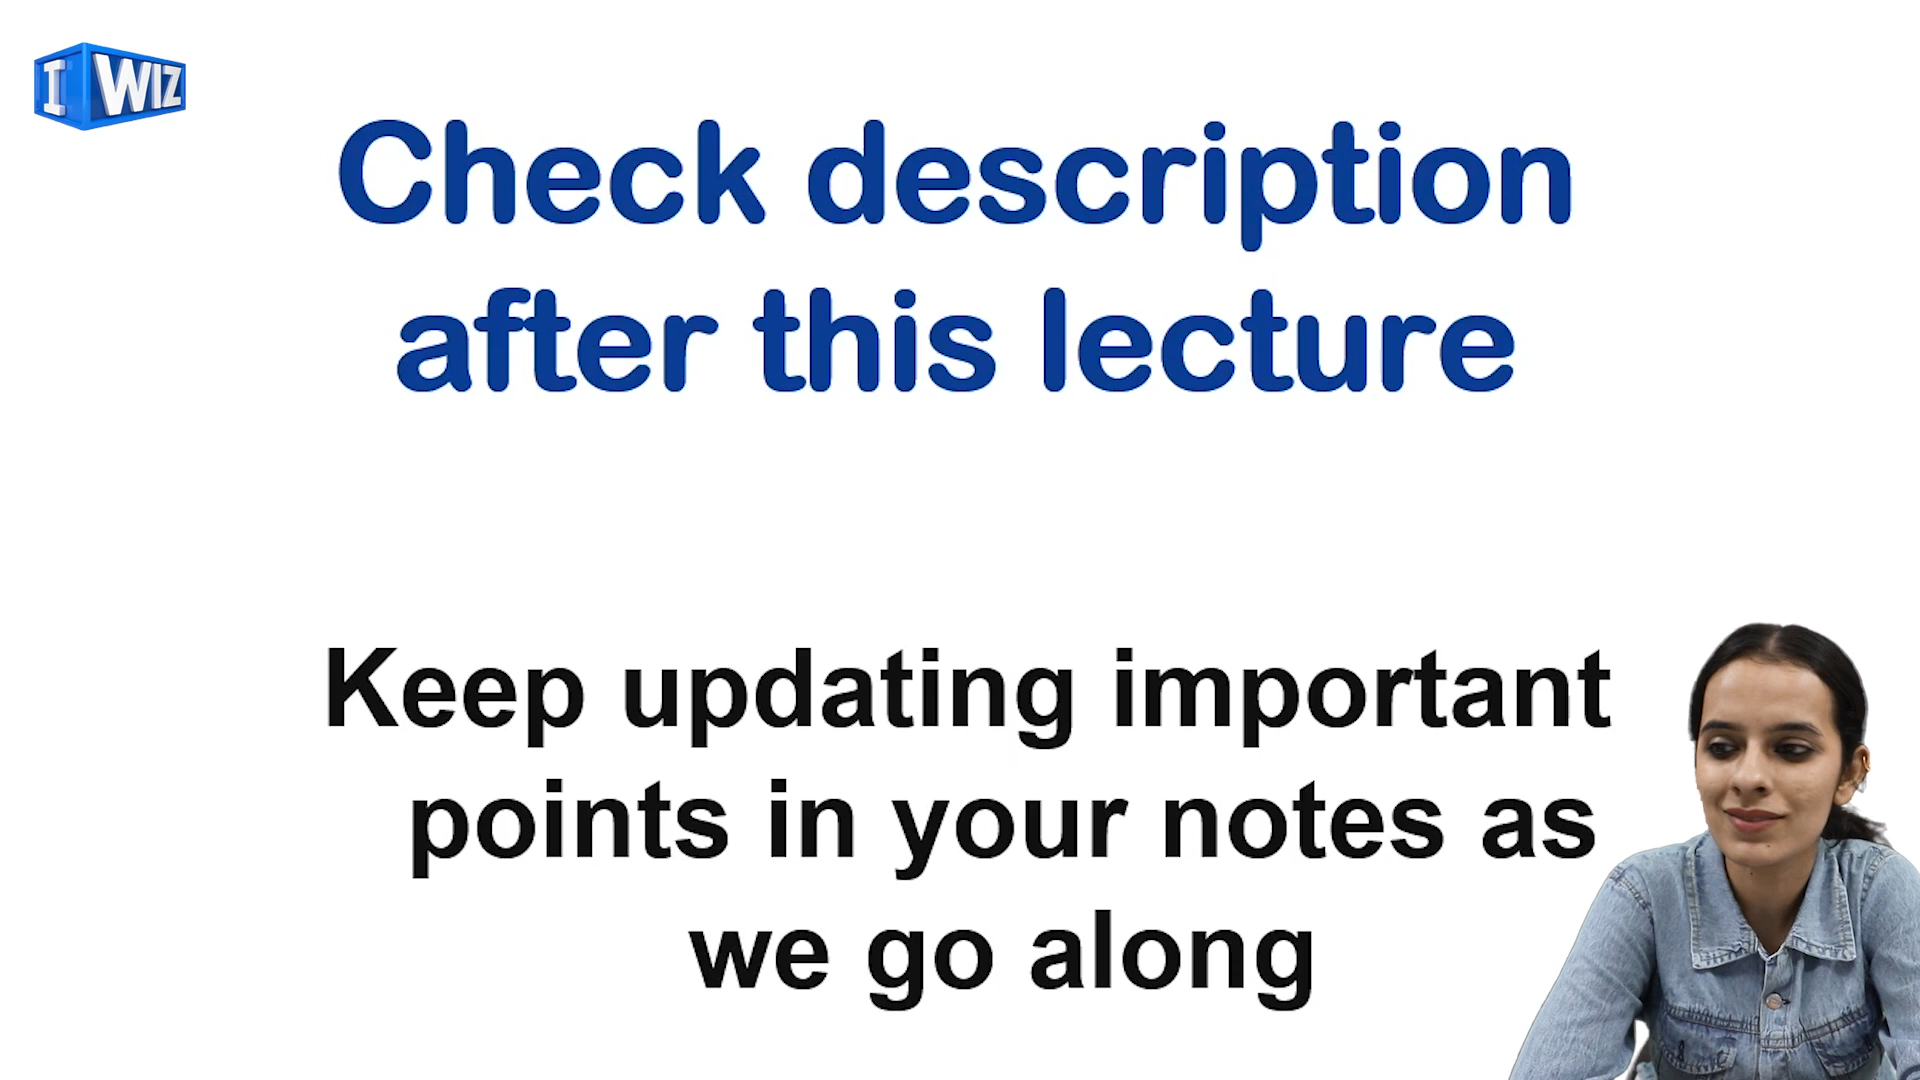 I WIZ
Check description
after this lecture
Keep updating important
points in your notes as
we go along